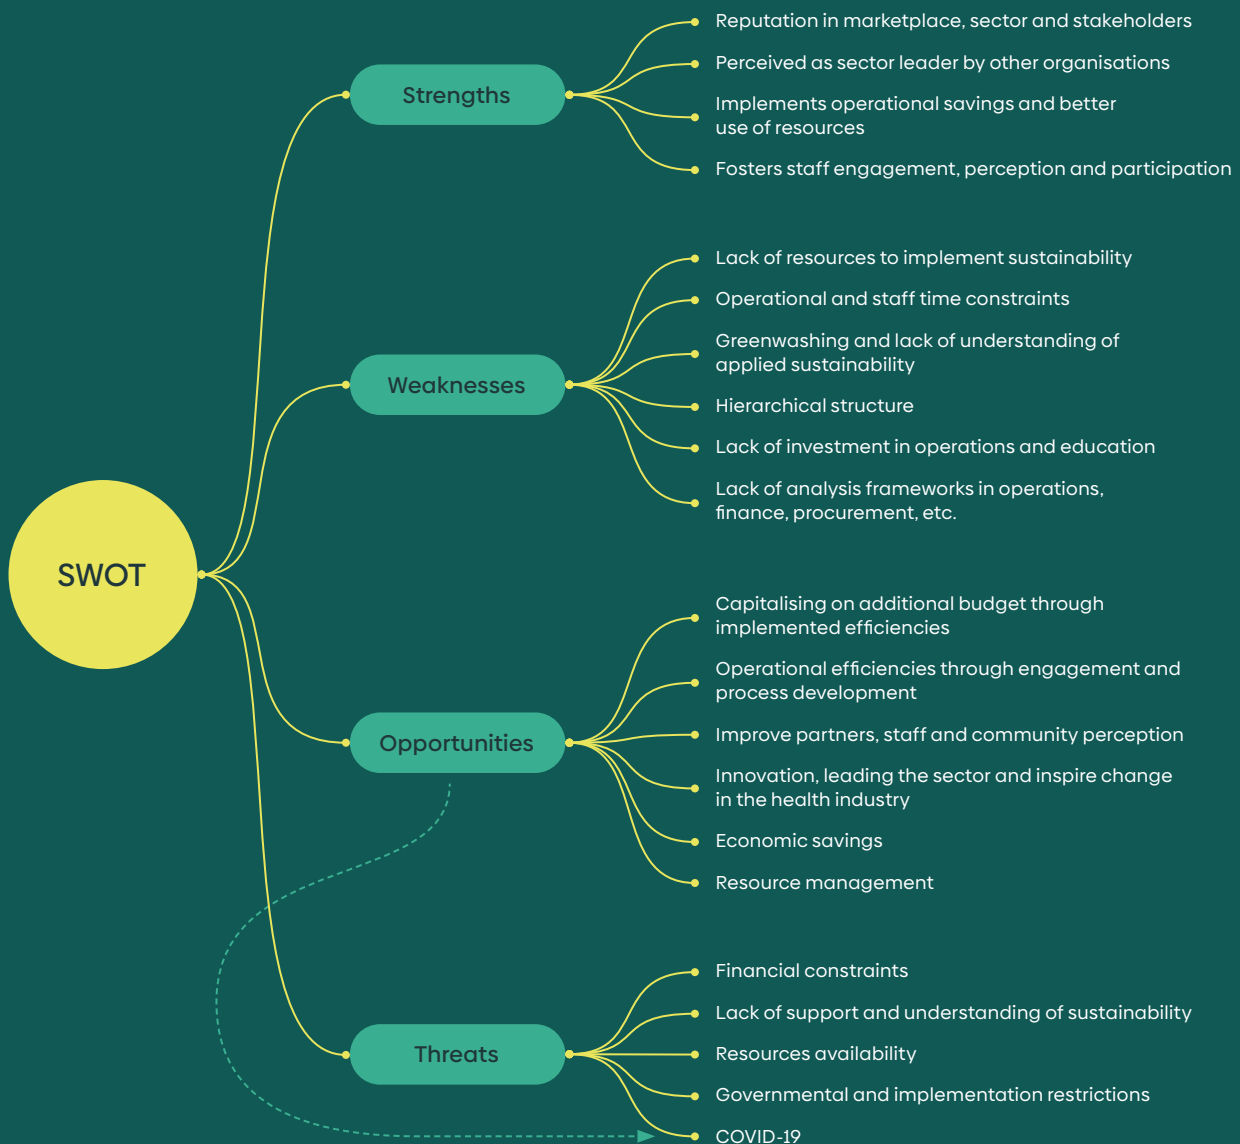 SWOT
Strengths
Reputation in marketplace, sector and stakeholders
Perceived as sector leader by other organisations
Implements operational savings and better
use of resources
Fosters staff engagement, perception and participation
Weaknesses
Lack of resources to implement sustainability
Operational and staff time constraints
Greenwashing and lack of understanding of
applied sustainability
Hierarchical structure
Lack of investment in operations and education
Lack of analysis frameworks in operations,
finance, procurement, etc.
Opportunities
Capitalising on additional budget through
implemented efficiencies
Operational efficiencies through engagement and
process development
Improve partners, staff and community perception
Innovation, leading the sector and inspire change
in the health industry
Economic savings
Resource management
Threats
Financial constraints
Lack of support and understanding of sustainability
Resources availability
Governmental and implementation restrictions
COVID-19